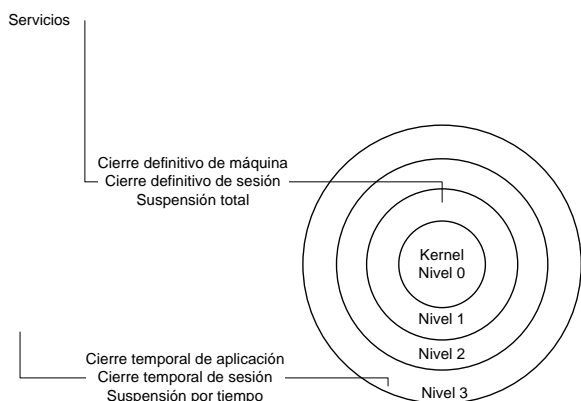 Servicios
Cierre definitivo de máquina
Cierre definitivo de sesión
Suspensión total
Kernel
Nivel 0
Nivel 1
Nivel 2
Cierre temporal de aplicación
Cierre temporal de sesión
Suspensión por tiempo
Nivel 3